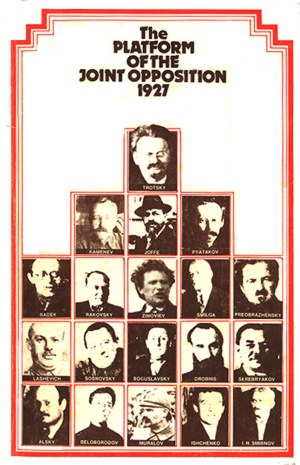 The
PLATFORM
OF THE
JOINT OPPOSITION
1927
TROTSKY
KAMENEV JOFFE PYATAKOV
RADEK RAKOVSKY ZINOVIEV SMILGA PREOBRAZHENSKY
LASHEVICH SOSNOVSKY BOGUSLAVSKY DROBNIS SEREBRYAKOV
ALSKY BELOBORODOV MURALOV ISHCHENKO I.N. SMIRNOV